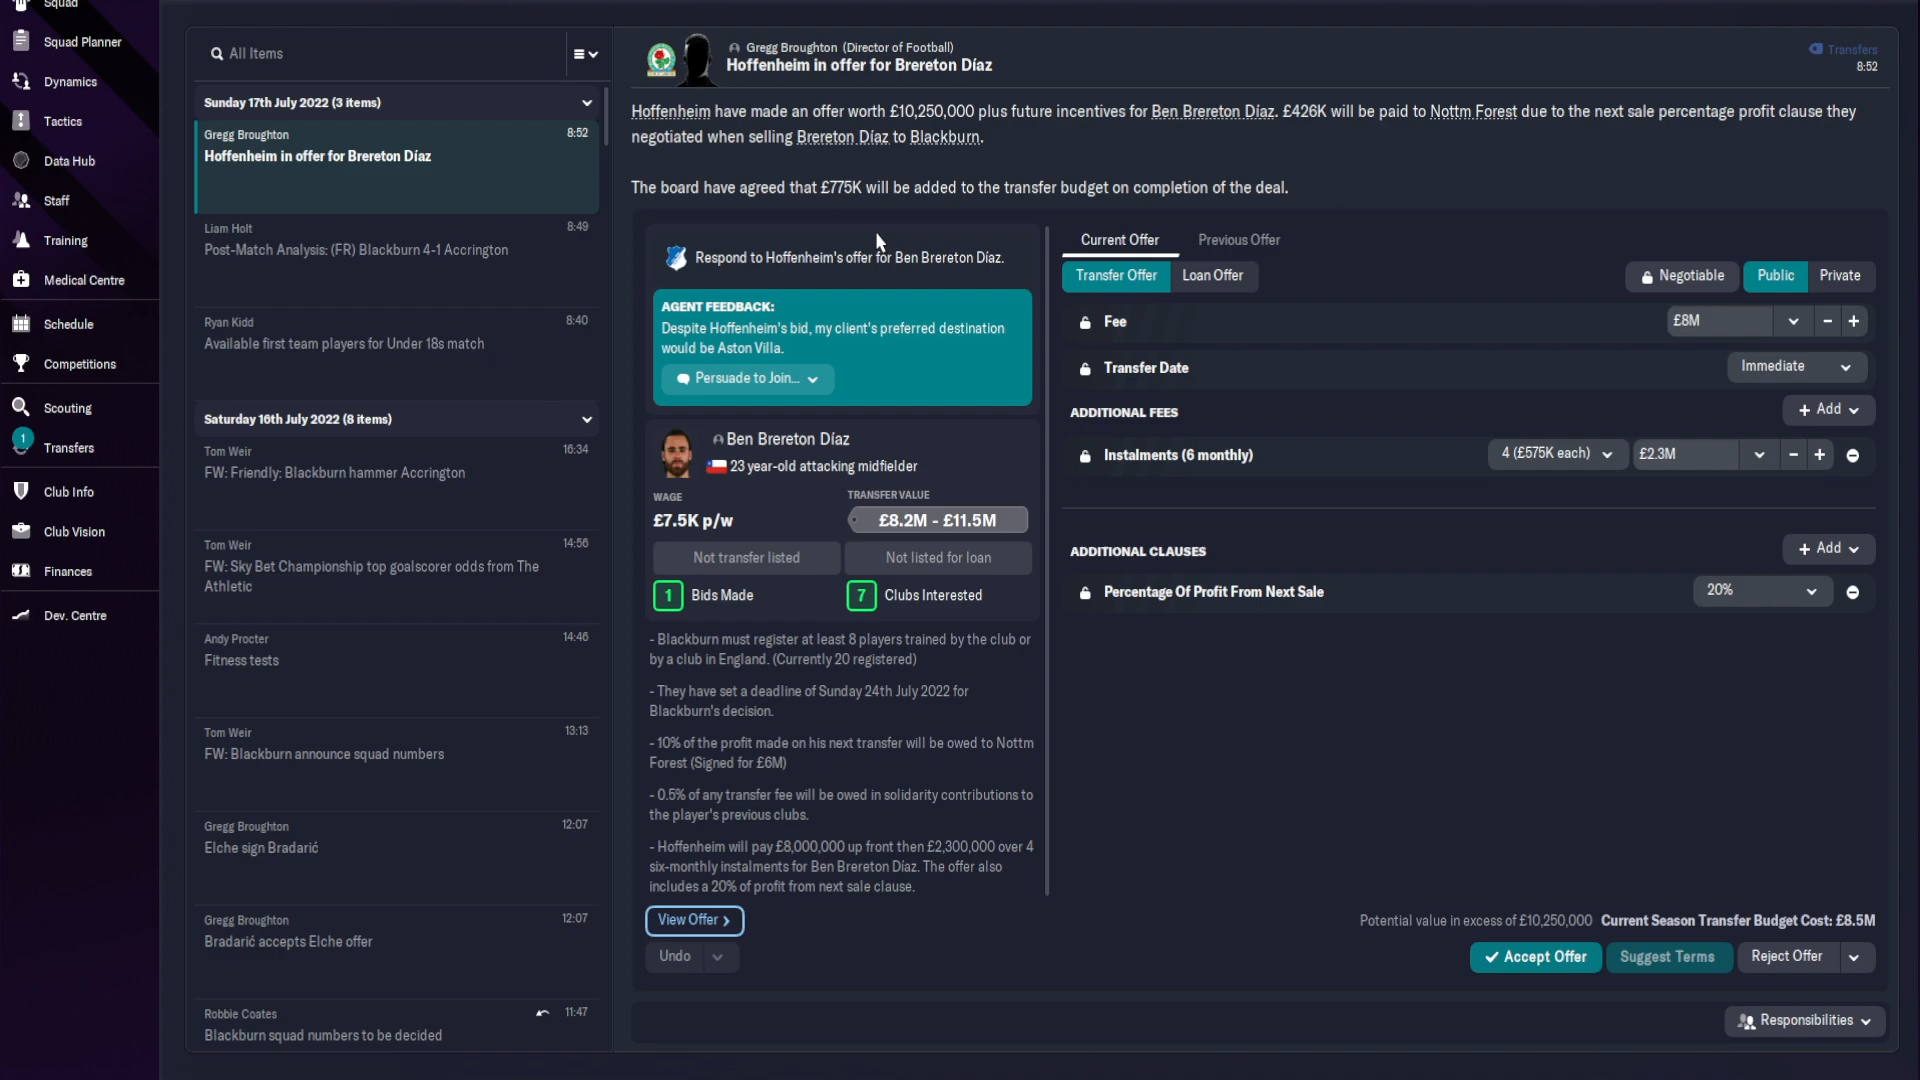 Squad
Squad Planner
Dynamics
Tactics
Data Hub
Staff
Training
Medical Centre
Schedule
Competitions
Scouting
1
Transfers
Club Info
Club Vision
Finances
Dev. Centre
All Items
Sunday 17th July 2022 (3 items)
Gregg Broughton 8:52
Hoffenheim in offer for Brereton Díaz
Liam Holt 8:49
Post-Match Analysis: (FR) Blackburn 4-1 Accrington
Ryan Kidd 8:40
Available first team players for Under 18s match
Saturday 16th July 2022 (8 items)
Tom Weir 16:34
FW: Friendly: Blackburn hammer Accrington
Tom Weir 14:56
FW: Sky Bet Championship top goalscorer odds from The
Athletic
Andy Procter 14:46
Fitness tests
Tom Weir 13:13
FW: Blackburn announce squad numbers
Gregg Broughton 12:07
Elche sign Bradarić
Gregg Broughton 12:07
Bradarić accepts Elche offer
Robbie Coates 11:47
Blackburn squad numbers to be decided
Gregg Broughton (Director of Football)
Hoffenheim in offer for Brereton Díaz
Transfers
8:52
Hoffenheim have made an offer worth £10,250,000 plus future incentives for Ben Brereton Díaz. £426K will be paid to Nottm Forest due to the next sale percentage profit clause they
negotiated when selling Brereton Díaz to Blackburn.
The board have agreed that £775K will be added to the transfer budget on completion of the deal.
Respond to Hoffenheim's offer for Ben Brereton Díaz.
AGENT FEEDBACK:
Despite Hoffenheim's bid, my client's preferred destination
would be Aston Villa.
Persuade to Join...
Ben Brereton Díaz
23 year-old attacking midfielder
WAGE TRANSFER VALUE
£7.5K p/w £8.2M - £11.5M
Not transfer listed Not listed for loan
1 Bids Made 7 Clubs Interested
- Blackburn must register at least 8 players trained by the club or
by a club in England. (Currently 20 registered)
- They have set a deadline of Sunday 24th July 2022 for
Blackburn's decision.
- 10% of the profit made on his next transfer will be owed to Nottm
Forest (Signed for £6M)
- 0.5% of any transfer fee will be owed in solidarity contributions to
the player's previous clubs.
- Hoffenheim will pay £8,000,000 up front then £2,300,000 over 4
six-monthly instalments for Ben Brereton Díaz. The offer also
includes a 20% of profit from next sale clause.
View Offer
Undo
Current Offer Previous Offer
Transfer Offer Loan Offer Negotiable Public Private
Fee £8M
Transfer Date Immediate
ADDITIONAL FEES + Add
Instalments (6 monthly) 4 (£575K each) £2.3M
ADDITIONAL CLAUSES + Add
Percentage Of Profit From Next Sale 20%
Potential value in excess of £10,250,000 Current Season Transfer Budget Cost: £8.5M
Accept Offer Suggest Terms Reject Offer
Responsibilities